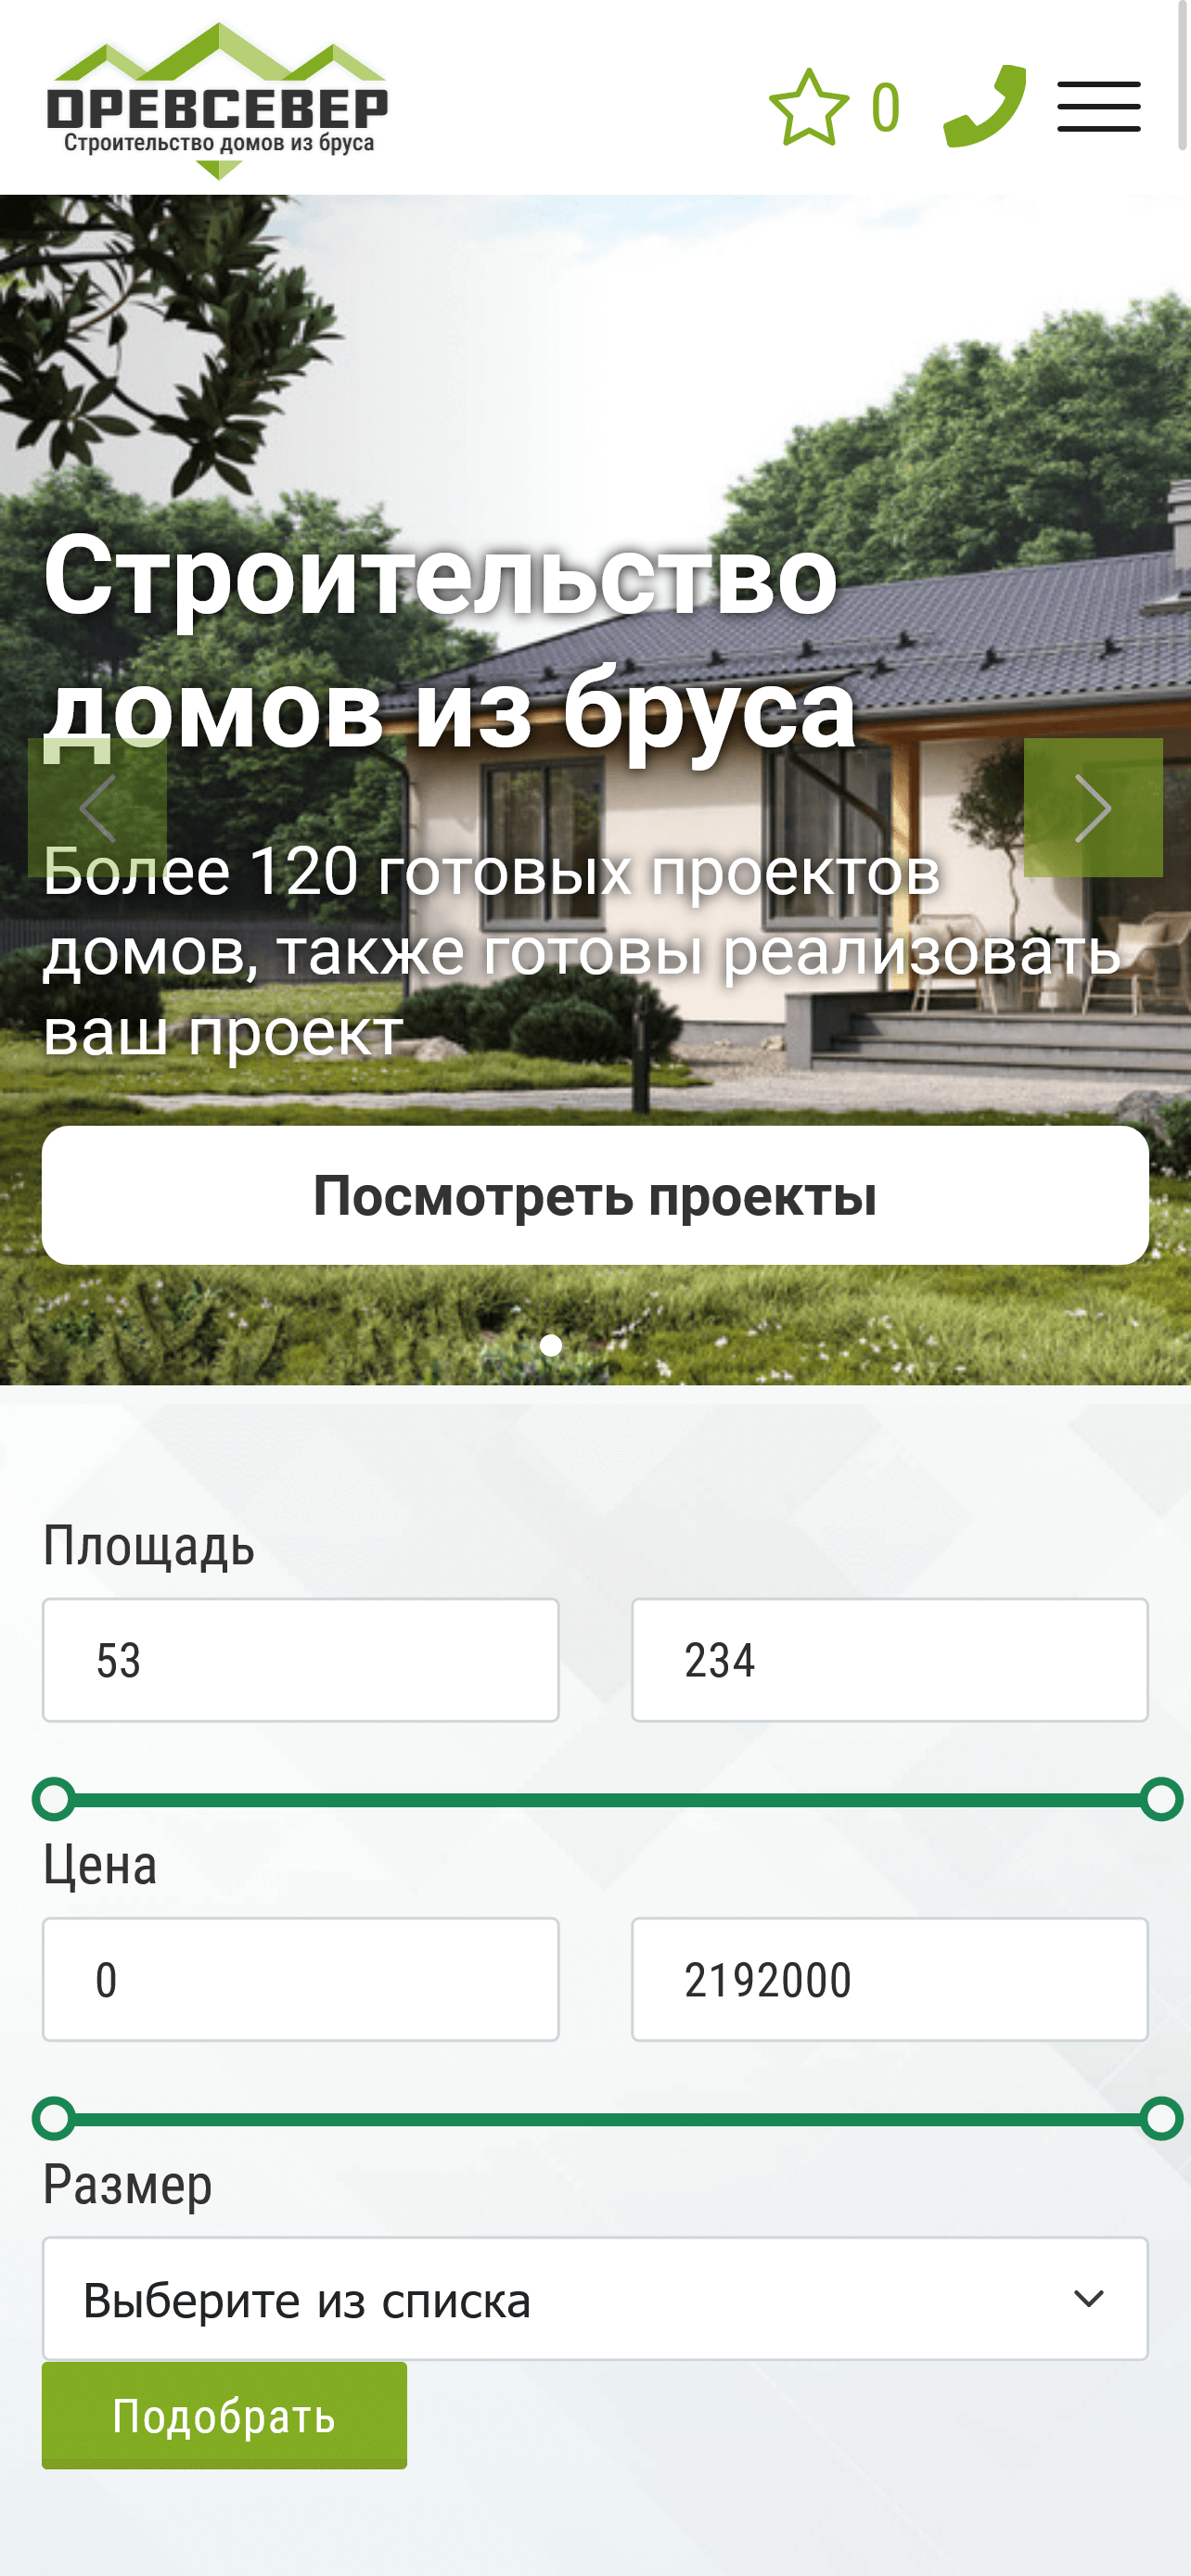 ДРЕВСЕВЕР
Строительство домов из бруса
0
Строительство
домов из бруса
Более 120 готовых проектов
домов, также готовы реализовать
ваш проект
Посмотреть проекты
Площадь
53
234
Цена
0
2192000
Размер
Выберите из списка
Подобрать